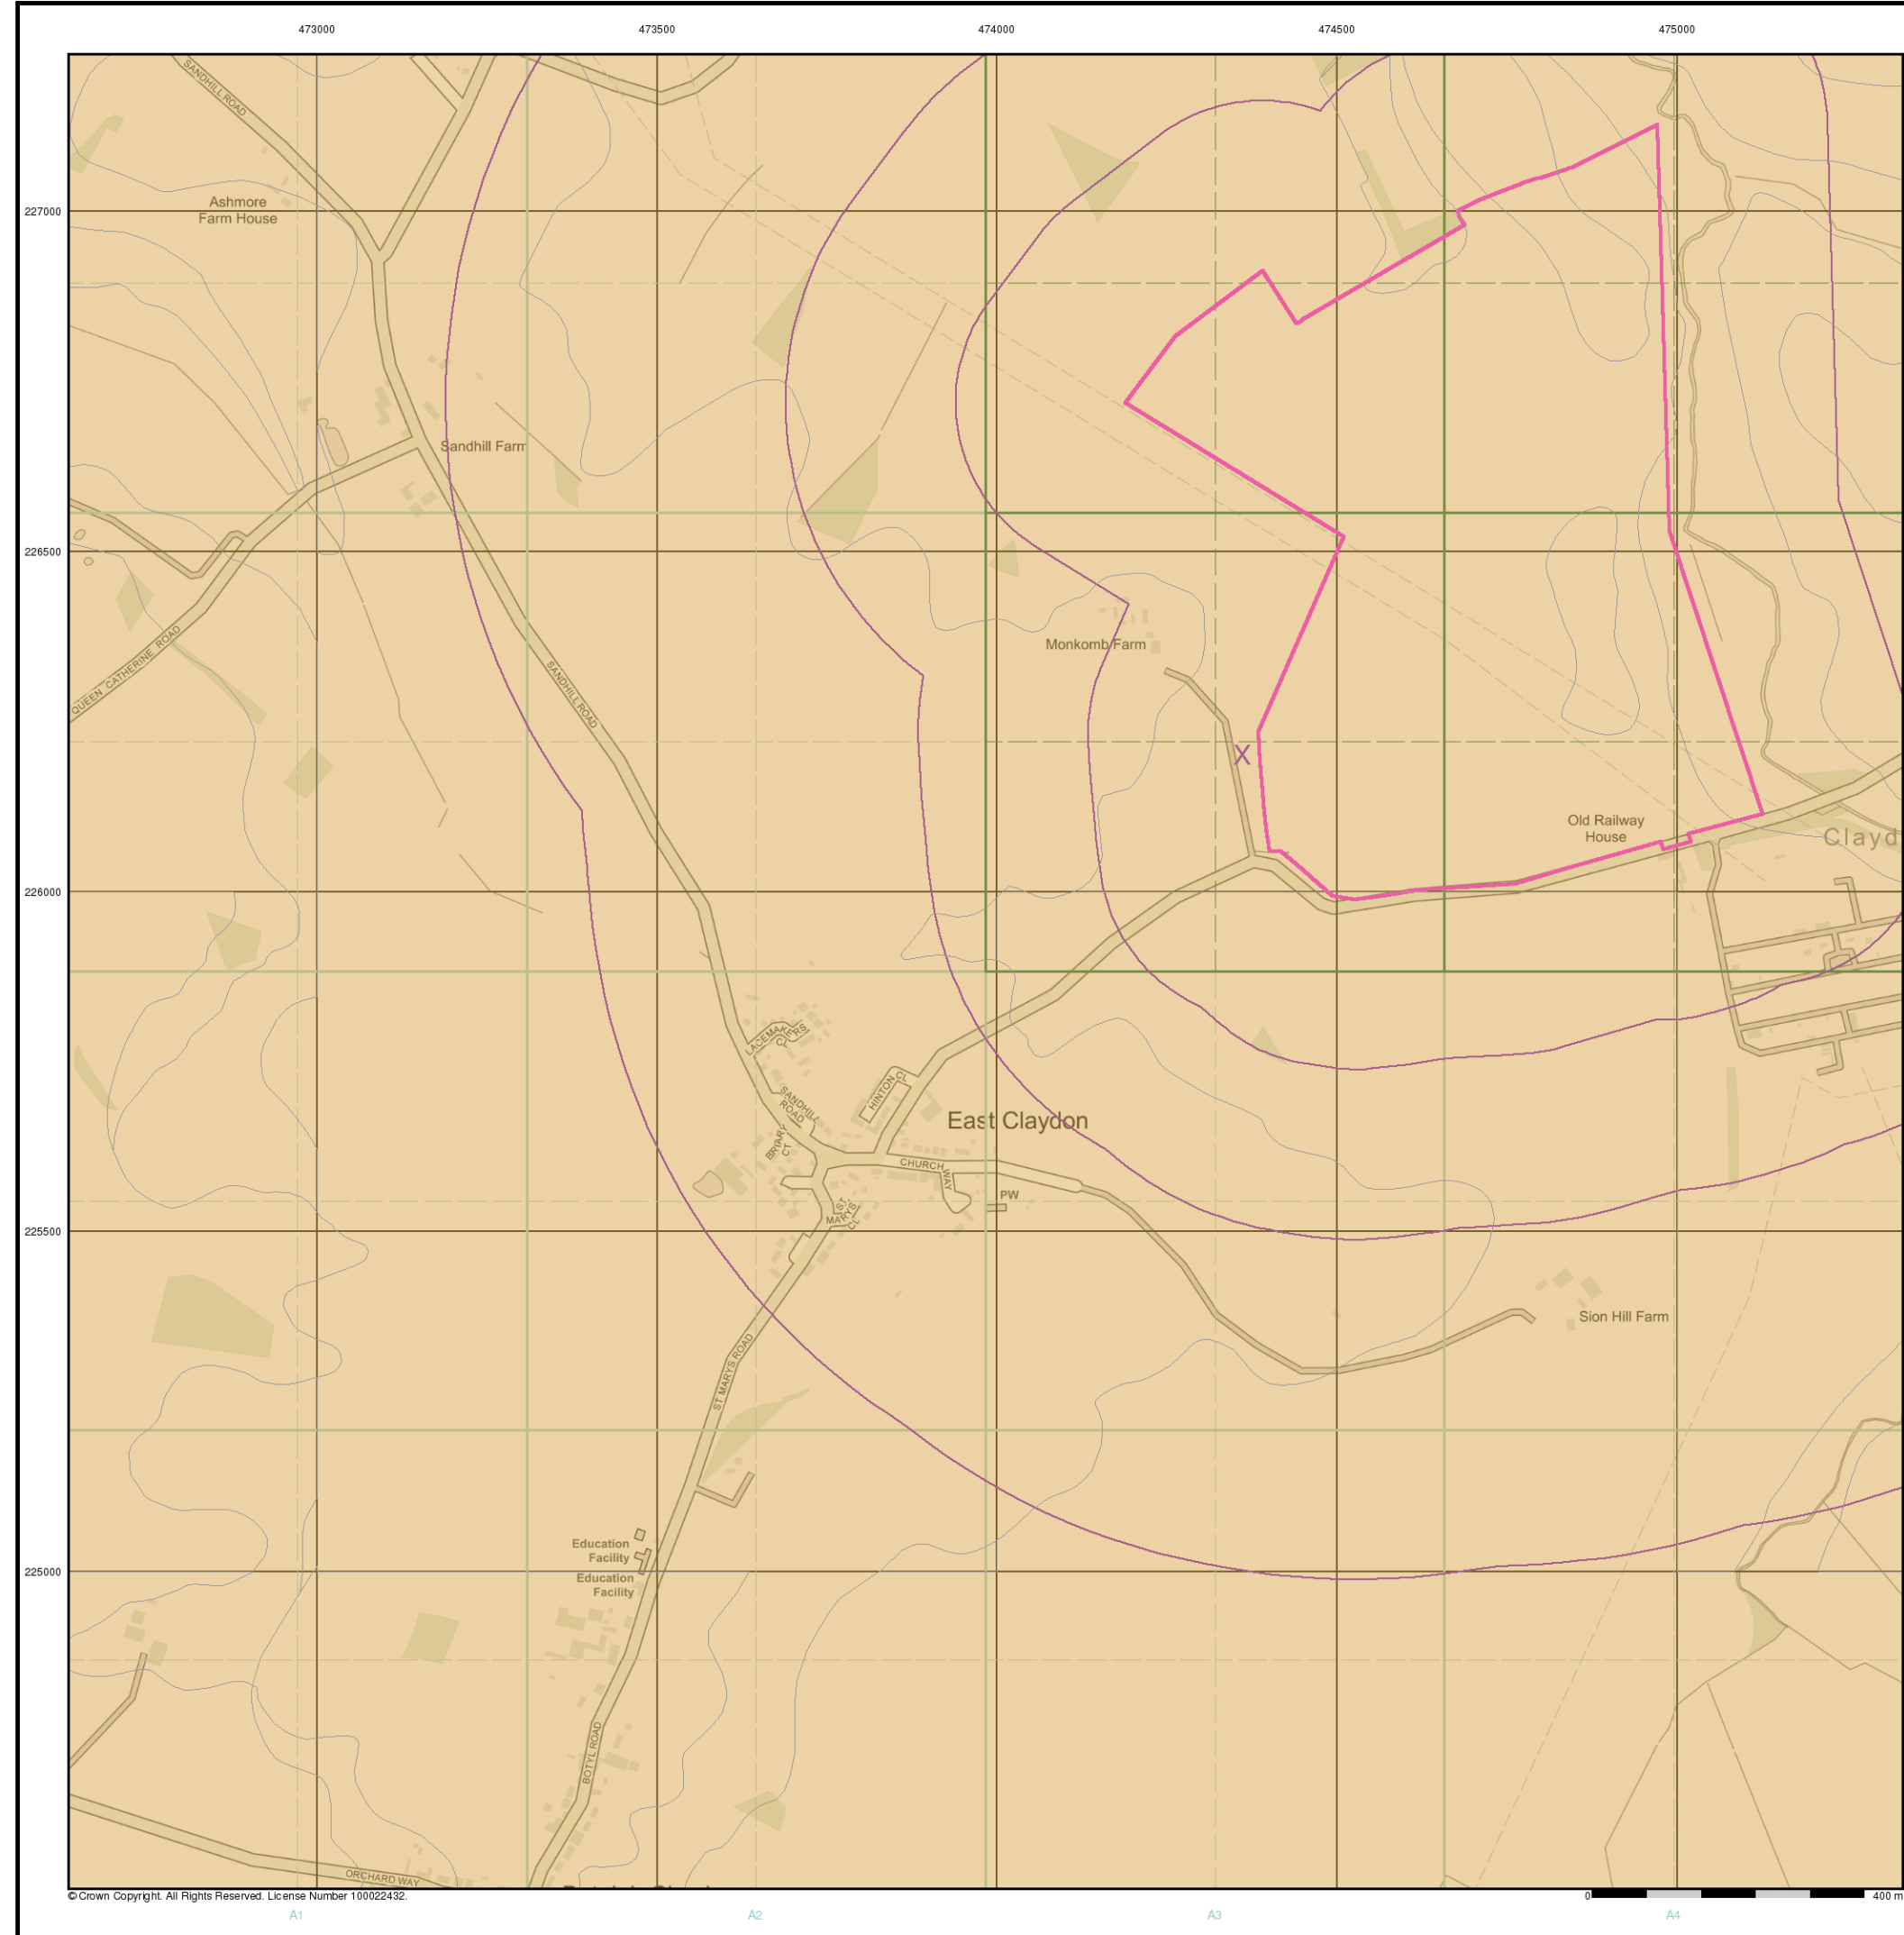 473000
473500
474000
474500
475000
SANDHILL ROAD
227000
Ashmore
Farm House
Sandhill Farm
226500
QUEEN CATHERINE ROAD
SANDHILL ROAD
Monkomb Farm
X
Old Railway
House
Clayd
226000
LACEMAKERS
CL
SANDHILL
ROAD
HINTON CL
BRIARY
CT
East Claydon
CHURCH WAY
PW
ST
MARYS
CL
225500
Sion Hill Farm
ST MARYS ROAD
Education
Facility
225000
Education
Facility
BOTYL ROAD
ORCHARD WAY
© Crown Copyright. All Rights Reserved. License Number 100022432.
0
400 m
A1
A2
A3
A4